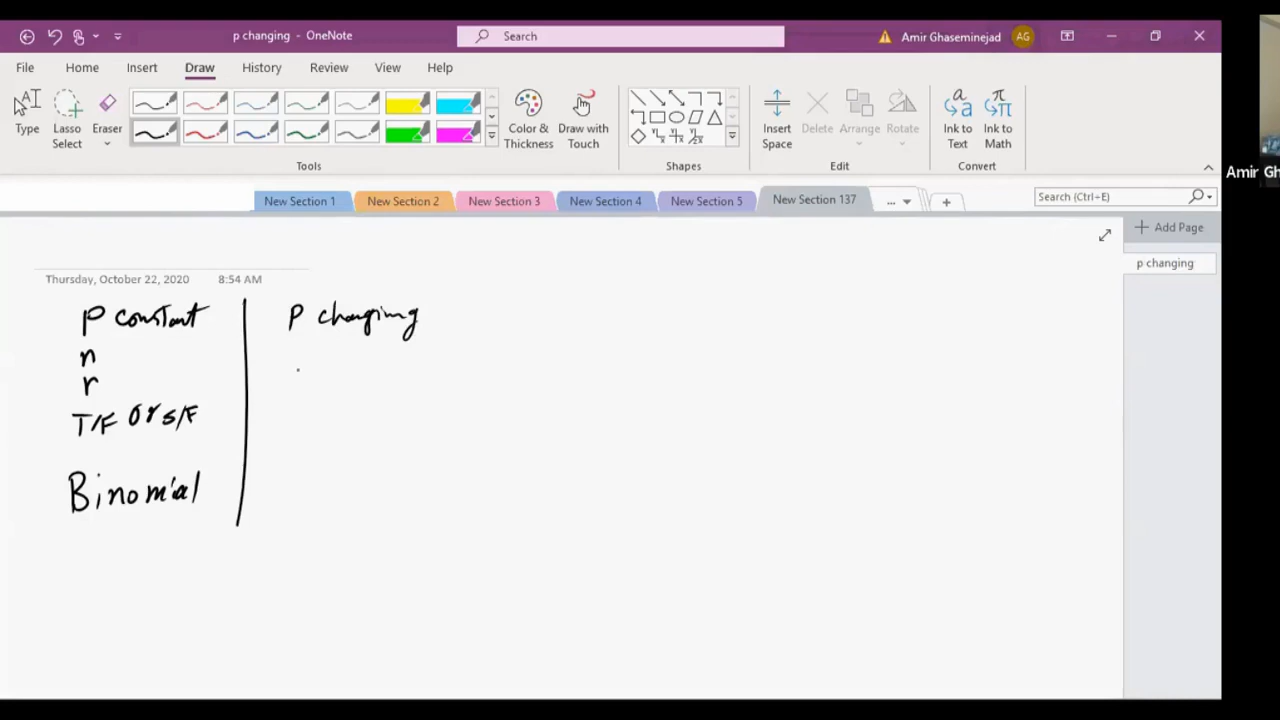 p changing - OneNote
Search
Amir Ghaseminejad AG
File Home Insert Draw History Review View Help
Type
Lasso Select
Eraser
Color & Thickness
Draw with Touch
Insert Space
Delete
Arrange
Rotate
Ink to Text
Ink to Math
Tools
Shapes
Edit
Convert
New Section 1 New Section 2 New Section 3 New Section 4 New Section 5 New Section 137 ... +
Search (Ctrl+E)
Add Page
p changing
Amir Gh
Thursday, October 22, 2020 8:54 AM
P constant
P changing
n
r
T/F or S/F
Binomial